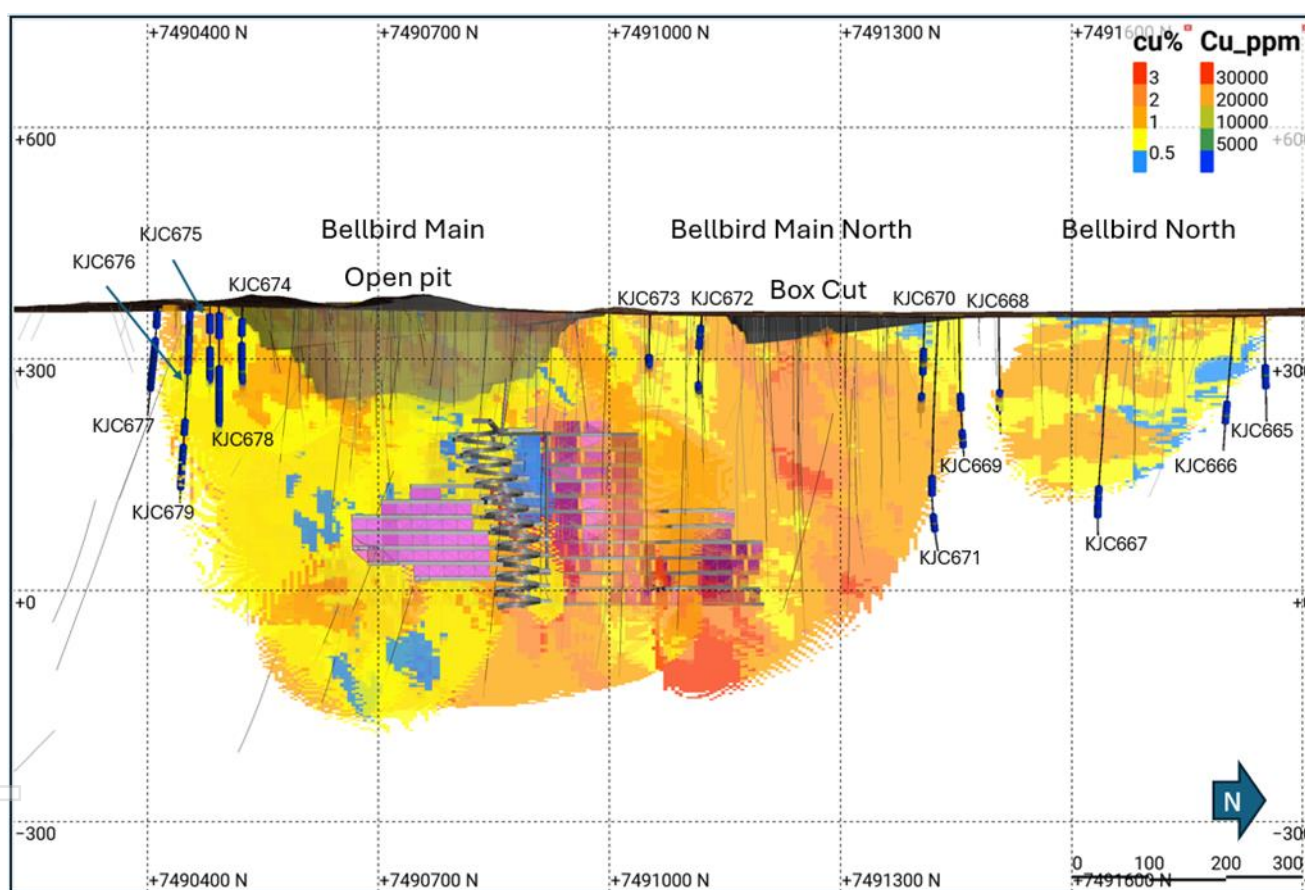 +7490400 N
+7490700 N
+7491000 N
+7491300 N
+7491600 N
cu%
Cu_ppm
3
30000
2
20000
1
10000
5000
0.5
+600
+600
KJC675
KJC676
Bellbird Main
Bellbird Main North
Bellbird North
KJC674
Open pit
KJC673
KJC672
Box Cut
KJC670
KJC668
+300
+300
KJC677
KJC678
KJC665
KJC669
KJC666
KJC679
KJC667
KJC671
+0
N
-300
-300
0
100
200
300
+7490400 N
+7490700 N
+7491000 N
+7491300 N
+7491600 N